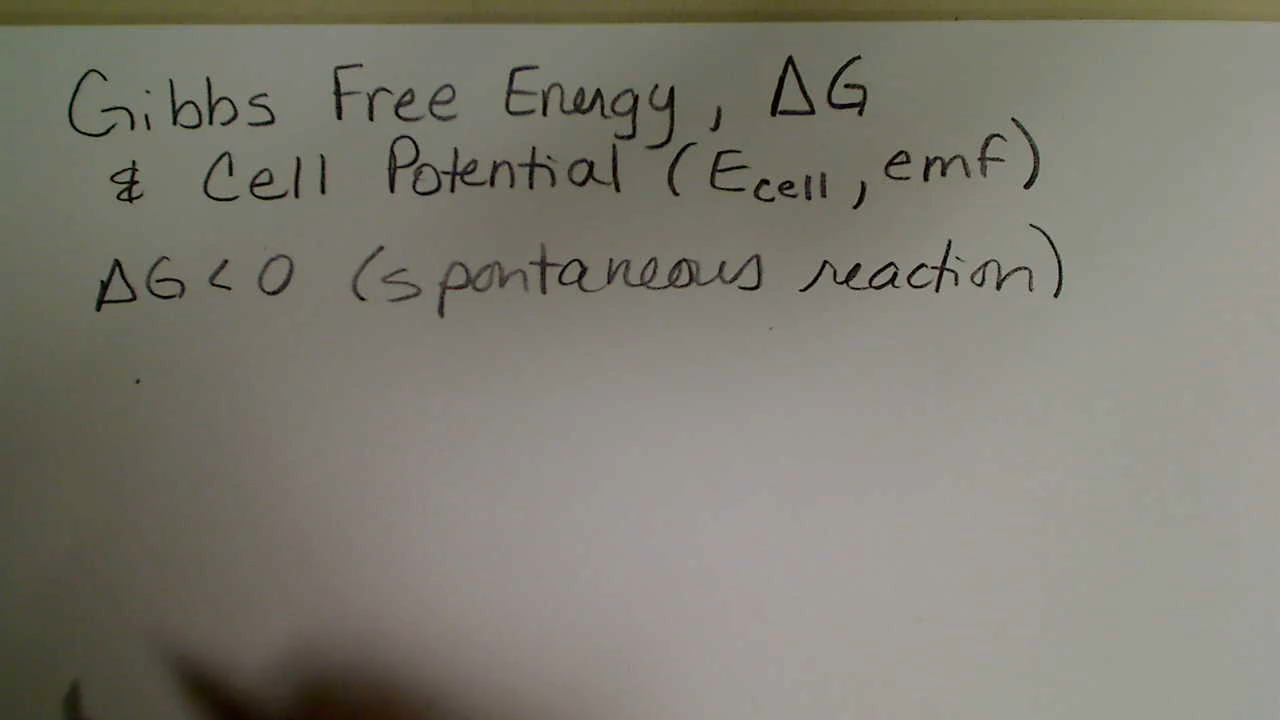 Gibbs Free Energy, ΔG
& Cell Potential (Ecell, emf)
ΔG < 0 (spontaneous reaction)